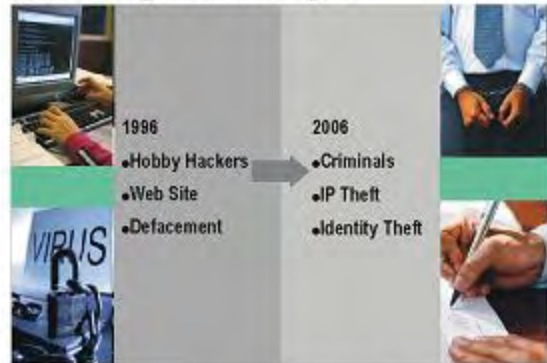 1996
•Hobby Hackers
•Web Site
•Defacement
2006
•Criminals
•IP Theft
•Identity Theft
VIRUS